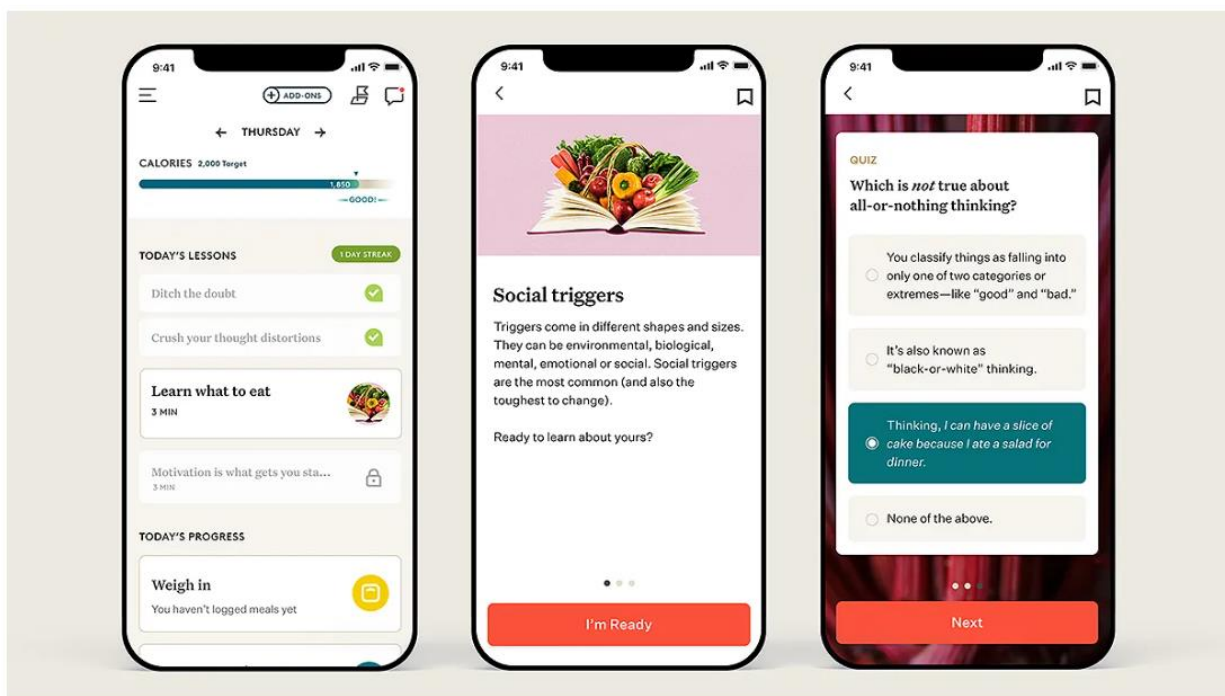 9:41
ADD-ONS
← THURSDAY →
CALORIES 2,000 Target
1,850
GOOD!
TODAY'S LESSONS
1 DAY STREAK
Ditch the doubt
Crush your thought distortions
Learn what to eat
3 MIN
Motivation is what gets you sta...
3 MIN
TODAY'S PROGRESS
Weigh in
You haven't logged meals yet
9:41
Social triggers
Triggers come in different shapes and sizes.
They can be environmental, biological,
mental, emotional or social. Social triggers
are the most common (and also the
toughest to change).
Ready to learn about yours?
I'm Ready
9:41
QUIZ
Which is not true about
all-or-nothing thinking?
You classify things as falling into
only one of two categories or
extremes—like “good” and “bad.”
It's also known as
“black-or-white” thinking.
Thinking, I can have a slice of
cake because I ate a salad for
dinner.
None of the above.
Next